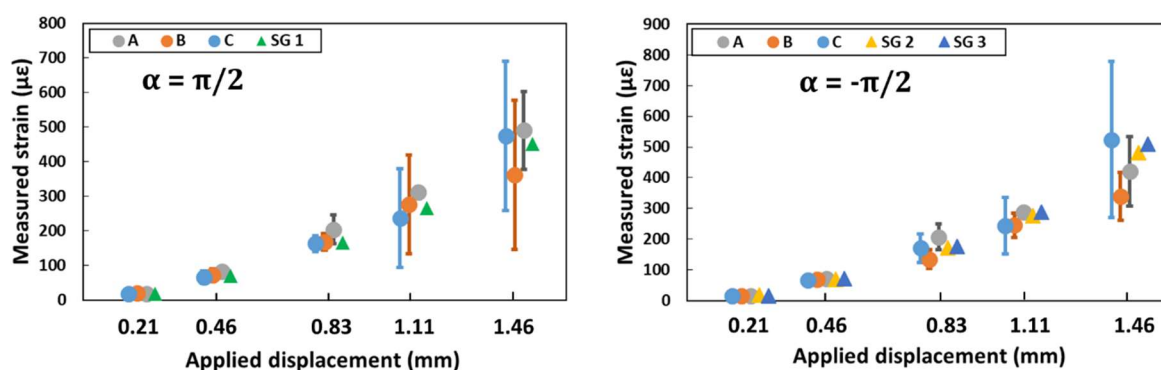 800
700
600
500
400
300
200
100
0
Measured strain (µε)
A B C SG 1
α = π/2
0.21 0.46 0.83 1.11 1.46
Applied displacement (mm)
900
800
700
600
500
400
300
200
100
0
Measured strain (µε)
A B C SG 2 SG 3
α = -π/2
0.21 0.46 0.83 1.11 1.46
Applied displacement (mm)